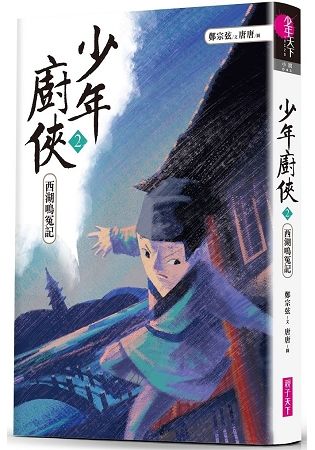 少年廚俠
2
西湖鳴冤記
鄭宗弦/文 唐唐/圖
少年天下
少年廚俠
2
西湖鳴冤記
鄭宗弦/文
唐唐/圖
親子天下